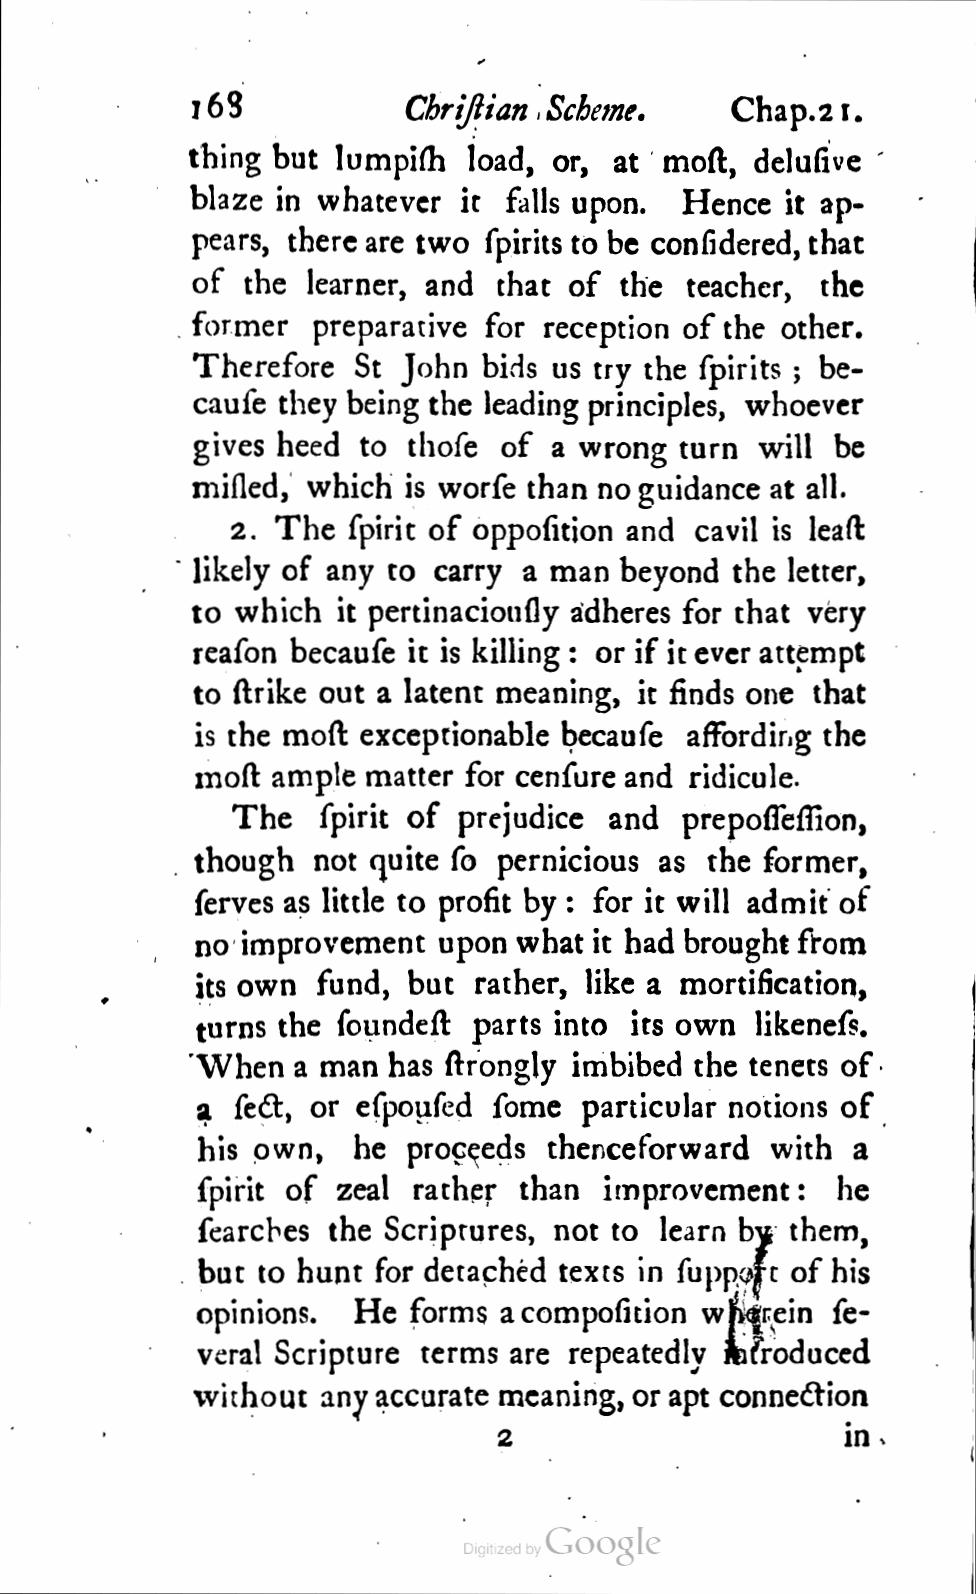 168 Chriſtian Scheme. Chap.21.
thing but lumpiſh load, or, at moſt, deluſive
blaze in whatever it falls upon. Hence it ap-
pears, there are two ſpirits to be conſidered, that
of the learner, and that of the teacher, the
former preparative for reception of the other.
Therefore St John bids us try the ſpirits ; be-
cauſe they being the leading principles, whoever
gives heed to thoſe of a wrong turn will be
miſled, which is worſe than no guidance at all.
2. The ſpirit of oppoſition and cavil is leaſt
likely of any to carry a man beyond the letter,
to which it pertinaciouſly adheres for that very
reaſon becauſe it is killing : or if it ever attempt
to ſtrike out a latent meaning, it finds one that
is the moſt exceptionable becauſe affording the
moſt ample matter for cenſure and ridicule.
The ſpirit of prejudice and prepoſſeſſion,
though not quite ſo pernicious as the former,
ſerves as little to profit by : for it will admit of
no improvement upon what it had brought from
its own fund, but rather, like a mortification,
turns the ſoundeſt parts into its own likeneſs.
When a man has ſtrongly imbibed the tenets of
a ſect, or eſpouſed ſome particular notions of
his own, he proceeds thenceforward with a
ſpirit of zeal rather than improvement : he
ſearches the Scriptures, not to learn by them,
but to hunt for detached texts in ſupport of his
opinions. He forms a compoſition wherein ſe-
veral Scripture terms are repeatedly introduced
without any accurate meaning, or apt connection
2 in
Digitized by Google